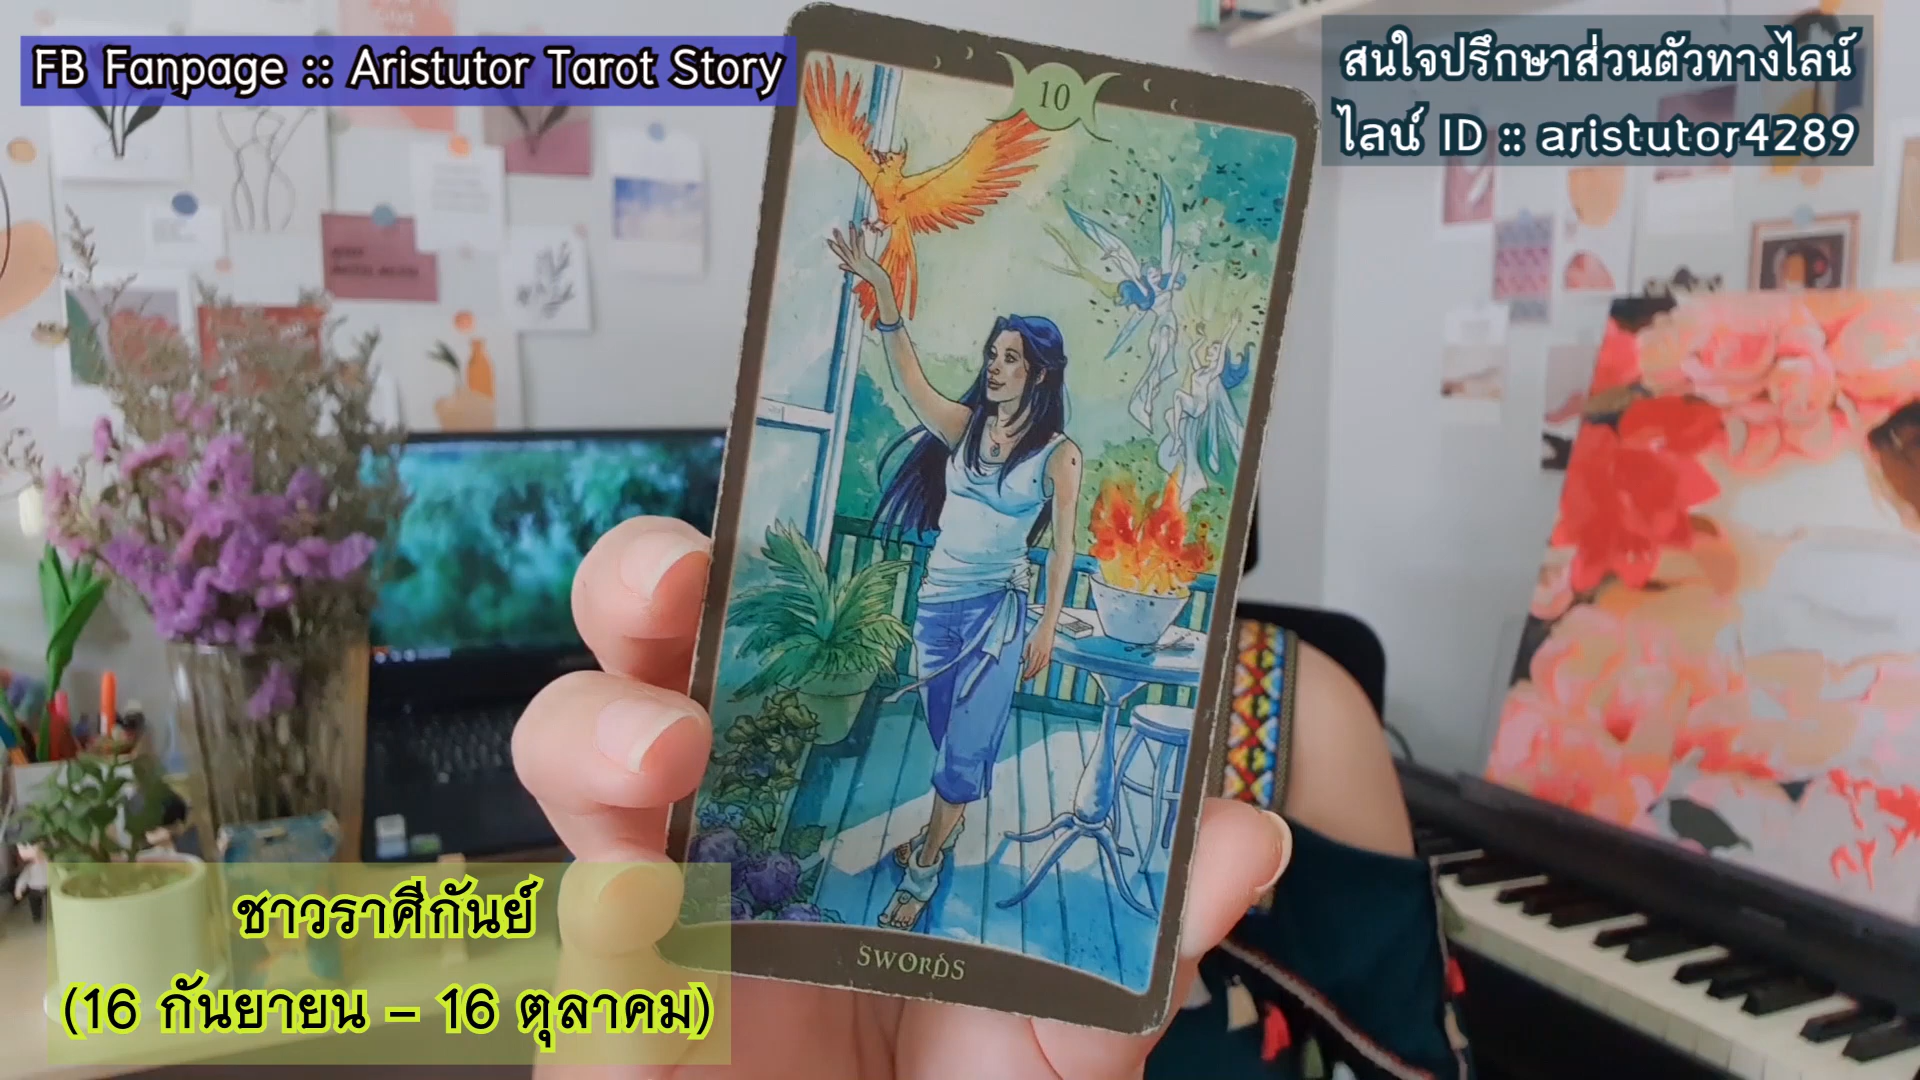 FB Fanpage :: Aristutor Tarot Story
สนใจปรึกษาส่วนตัวทางไลน์
ไลน์ ID :: aristutor4289
10
SWORDS
ชาวราศีกันย์
(16 กันยายน – 16 ตุลาคม)